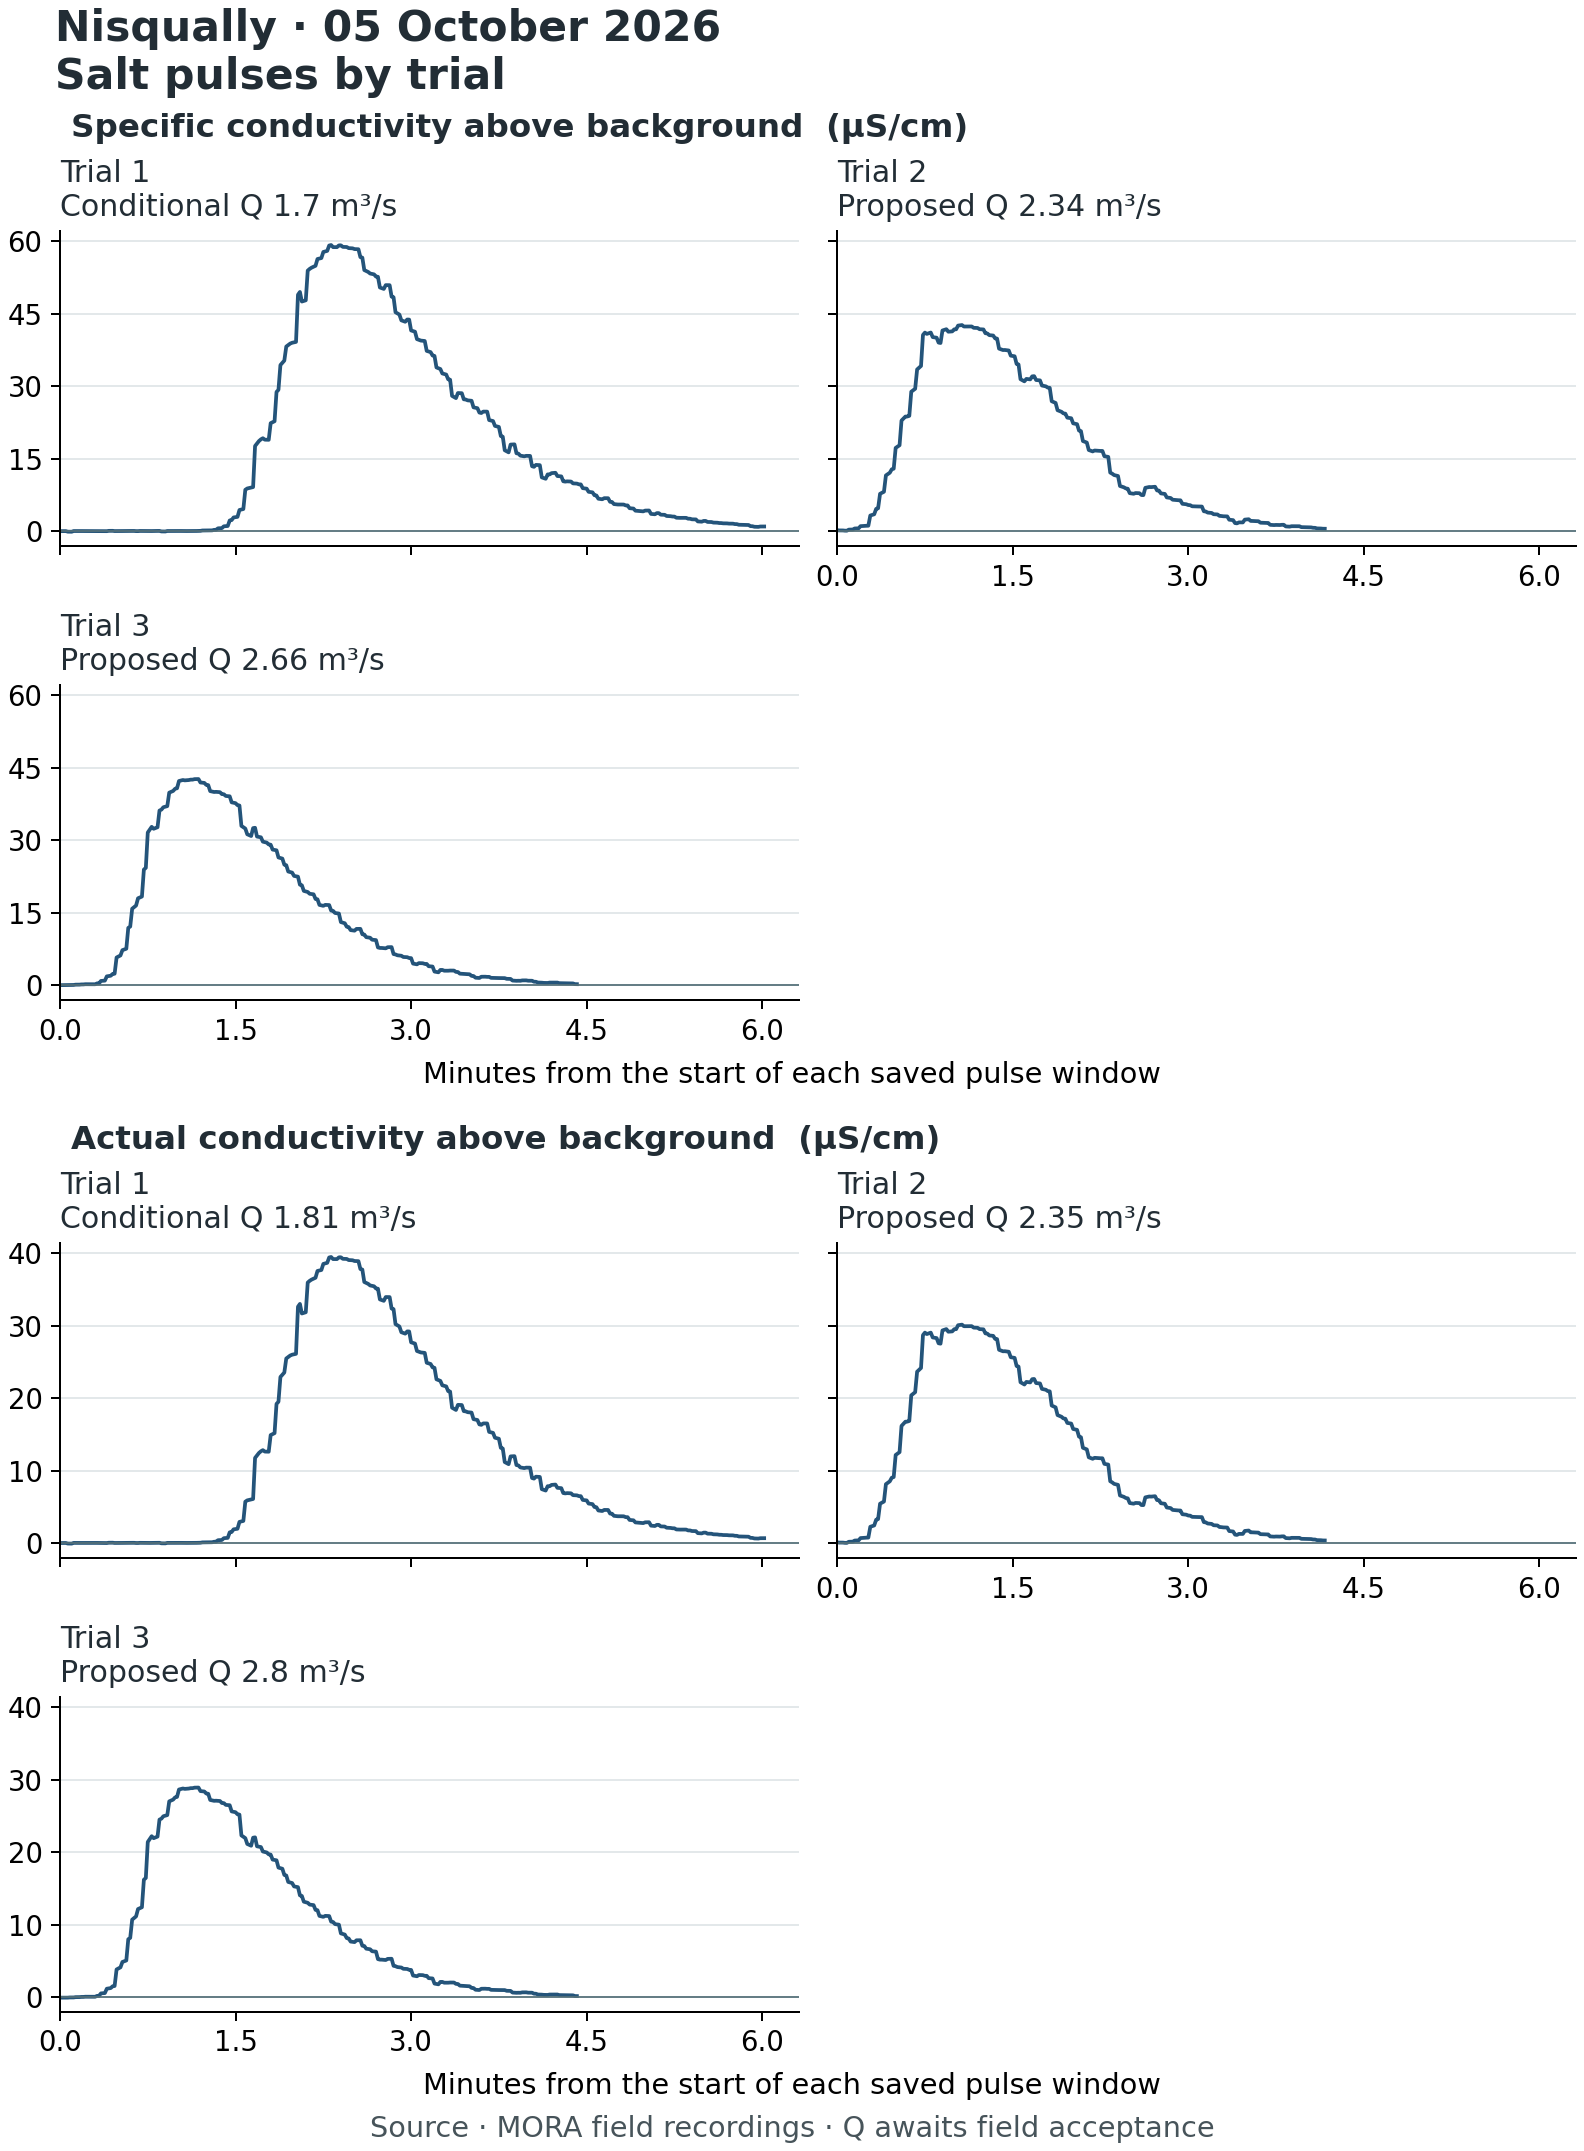 Nisqually · 05 October 2026
Salt pulses by trial
Specific conductivity above background  (µS/cm)
Trial 1
Conditional Q 1.7 m³/s
Trial 2
Proposed Q 2.34 m³/s
60
45
30
15
0
0.0 1.5 3.0 4.5 6.0
Trial 3
Proposed Q 2.66 m³/s
60
45
30
15
0
0.0 1.5 3.0 4.5 6.0
Minutes from the start of each saved pulse window
Actual conductivity above background  (µS/cm)
Trial 1
Conditional Q 1.81 m³/s
Trial 2
Proposed Q 2.35 m³/s
40
30
20
10
0
0.0 1.5 3.0 4.5 6.0
Trial 3
Proposed Q 2.8 m³/s
40
30
20
10
0
0.0 1.5 3.0 4.5 6.0
Minutes from the start of each saved pulse window
Source · MORA field recordings · Q awaits field acceptance